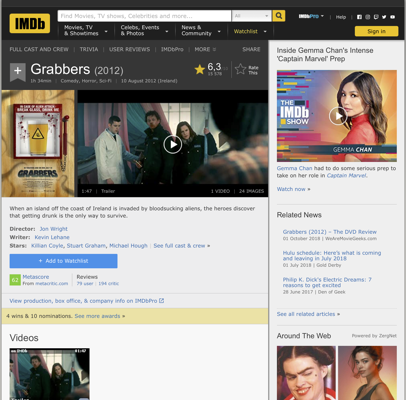 IMDb
Find Movies, TV shows, Celebrities and more...
All
IMDbPro
Help
Movies, TV & Showtimes
Celebs, Events & Photos
News & Community
Watchlist
Sign in
FULL CAST AND CREW | TRIVIA | USER REVIEWS | IMDbPro | MORE
SHARE
Grabbers (2012)
1h 34min | Comedy, Horror, Sci-Fi | 10 August 2012 (Ireland)
6,3
Rate This
GRABBERS
1:47 | Trailer
1 VIDEO | 24 IMAGES
When an island off the coast of Ireland is invaded by bloodsucking aliens, the heroes discover
that getting drunk is the only way to survive.
Director: Jon Wright
Writer: Kevin Lehane
Stars: Killian Coyle, Stuart Graham, Michael Hough | See full cast & crew »
+ Add to Watchlist
Metascore
From metacritic.com
Reviews
79 user | 194 critic
View production, box office, & company info on IMDbPro
4 wins & 10 nominations. See more awards »
Videos
01:47
Inside Gemma Chan's Intense
'Captain Marvel' Prep
THE IMDb SHOW
GEMMA CHAN
Gemma Chan had to do some serious prep to
take on her role in Captain Marvel.
Watch now »
Related News
Grabbers (2012) – The DVD Review
01 October 2018 | WeAreMovieGeeks.com
Hulu schedule: Here's what is coming
and leaving in July 2018
01 July 2018 | Gold Derby
Philip K. Dick's Electric Dreams: 7
reasons to get excited
28 June 2017 | Den of Geek
See all related articles »
Around The Web
Powered by ZergNet